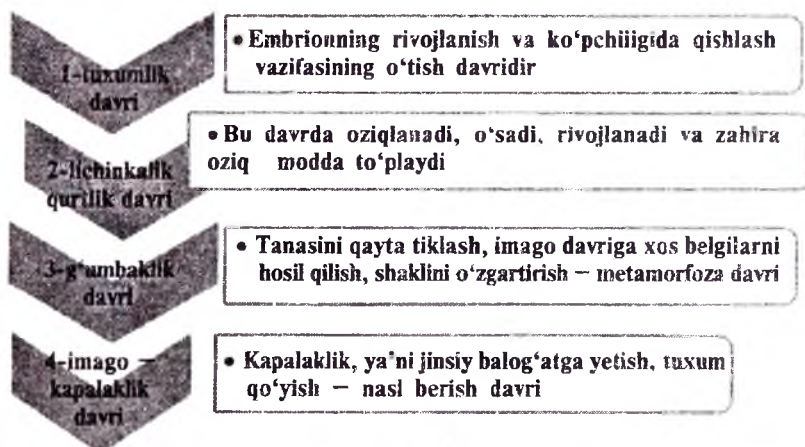 1-tuxumlik
davri
• Embrionning rivojlanish va ko‘pchiligida qishlash
vazifasining o‘tish davridir
2-lichinkalik
qurtlik davri
• Bu davrda oziqlanadi, o‘sadi, rivojlanadi va zahira
oziq modda to‘playdi
3-g‘umbaklik
davri
• Tanasini qayta tiklash, imago davriga xos belgilarni
hosil qilish, shaklini o‘zgartirish — metamorfoza davri
4-imago —
kapalaklik
davri
• Kapalaklik, ya’ni jinsiy balog‘atga yetish, tuxum
qo‘yish — nasl berish davri